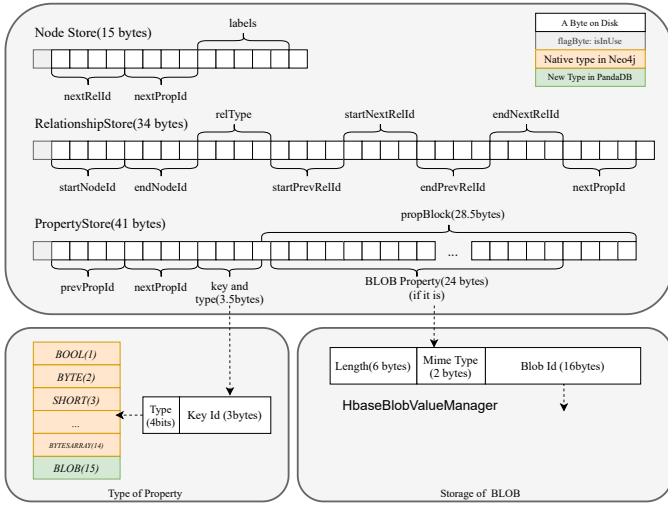 Node Store(15 bytes)
labels
A Byte on Disk
flagByte: isInUse
Native type in Neo4j
New Type in PandaDB
nextRelId
nextPropId
RelationshipStore(34 bytes)
relType
startNextRelId
endNextRelId
startNodeId
endNodeId
startPrevRelId
endPrevRelId
nextPropId
PropertyStore(41 bytes)
propBlock(28.5bytes)
...
prevPropId
nextPropId
key and
type(3.5bytes)
BLOB Property(24 bytes)
(if it is)
BOOL(1)
BYTE(2)
SHORT(3)
...
BYTESARRAY(14)
BLOB(15)
Type
(4bits)
Key Id (3bytes)
Type of Property
Length(6 bytes)
Mime Type
(2 bytes)
Blob Id (16bytes)
HbaseBlobValueManager
Storage of BLOB